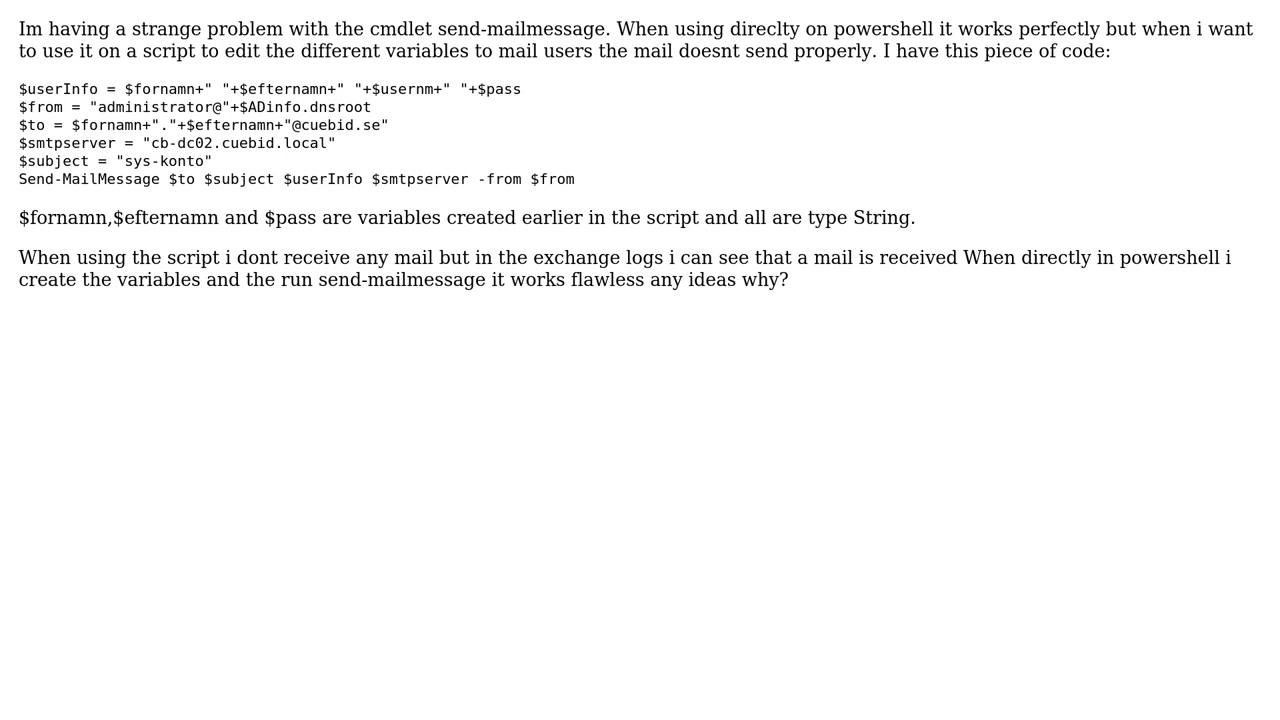 Im having a strange problem with the cmdlet send-mailmessage. When using direclty on powershell it works perfectly but when i want
to use it on a script to edit the different variables to mail users the mail doesnt send properly. I have this piece of code:
$userInfo = $fornamn+" "+$efternamn+" "+$usernm+" "+$pass
$from = "administrator@"+$ADinfo.dnsroot
$to = $fornamn+"."+$efternamn+"@cuebid.se"
$smtpserver = "cb-dc02.cuebid.local"
$subject = "sys-konto"
Send-MailMessage $to $subject $userInfo $smtpserver -from $from
$fornamn,$efternamn and $pass are variables created earlier in the script and all are type String.
When using the script i dont receive any mail but in the exchange logs i can see that a mail is received When directly in powershell i
create the variables and the run send-mailmessage it works flawless any ideas why?